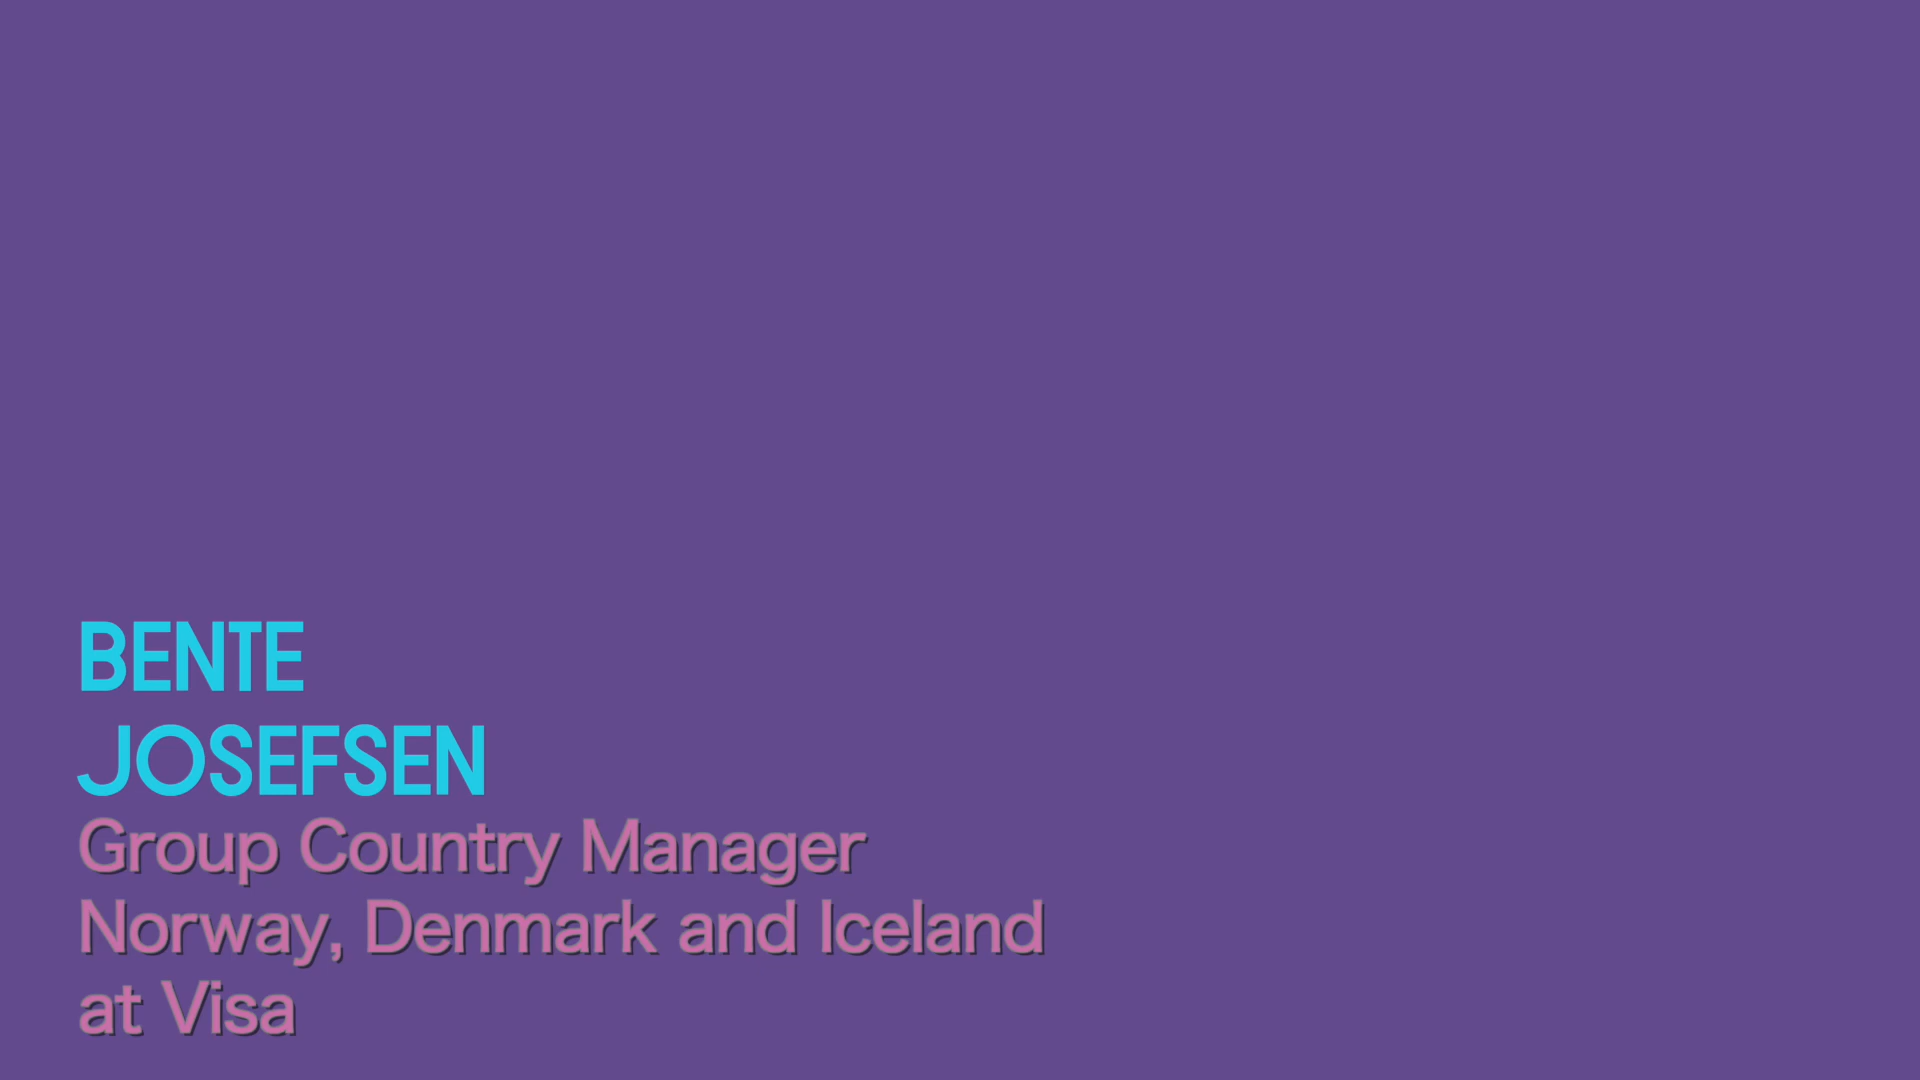 BENTE
JOSEFSEN
Group Country Manager
Norway, Denmark and Iceland
at Visa